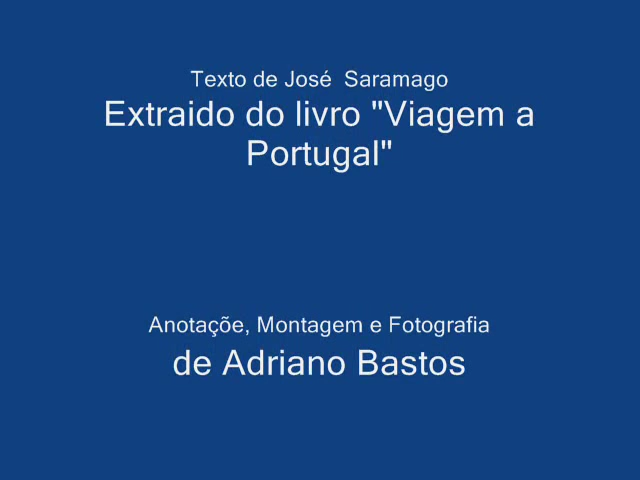 Texto de José  Saramago
Extraido do livro "Viagem a
Portugal"
Anotaçõe, Montagem e Fotografia
de Adriano Bastos